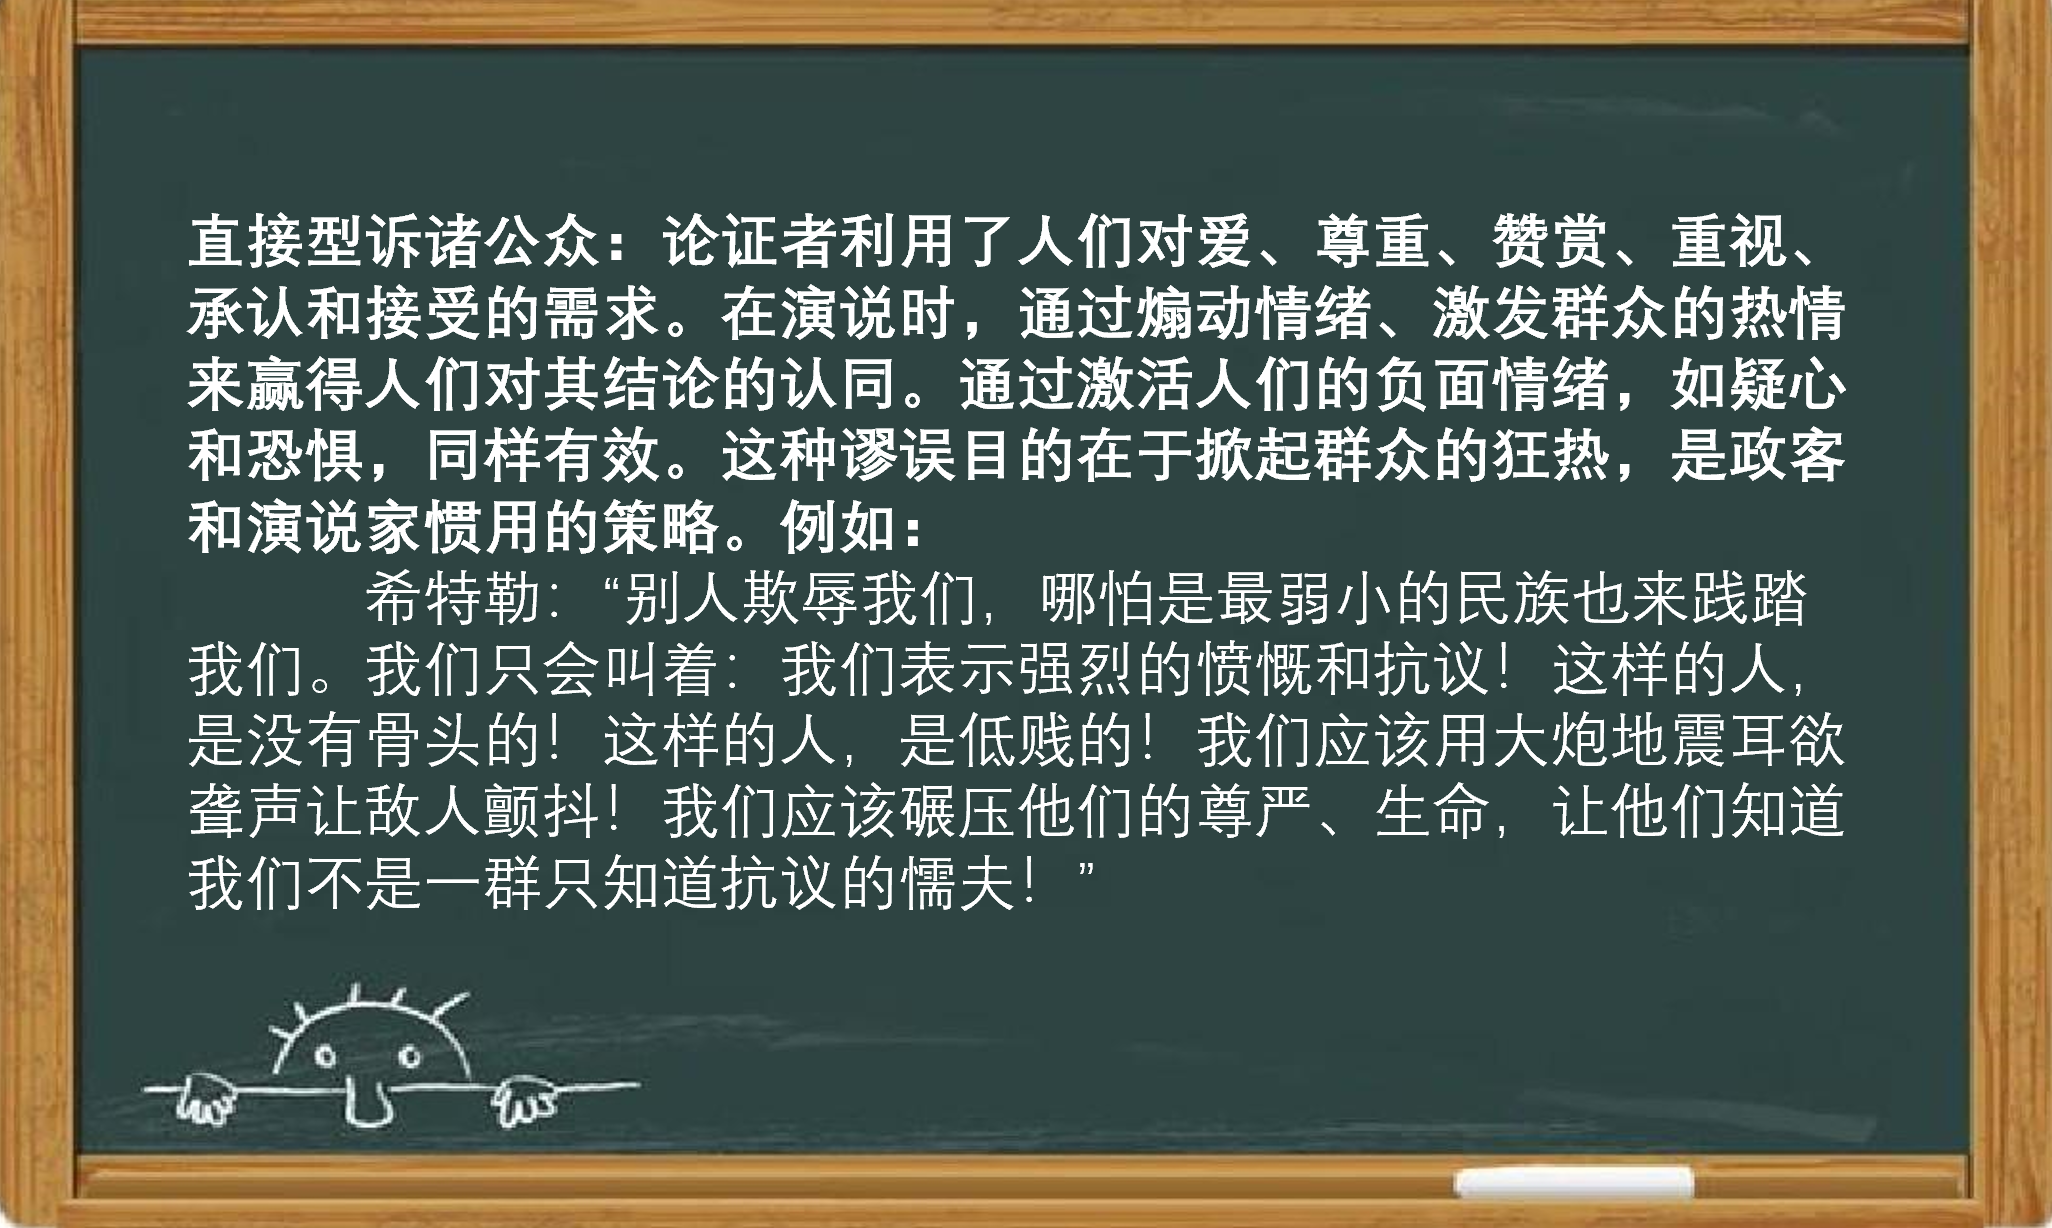 直接型诉诸公众：论证者利用了人们对爱、尊重、赞赏、重视、
承认和接受的需求。在演说时，通过煽动情绪、激发群众的热情
来赢得人们对其结论的认同。通过激活人们的负面情绪，如疑心
和恐惧，同样有效。这种谬误目的在于掀起群众的狂热，是政客
和演说家惯用的策略。例如：
希特勒：“别人欺辱我们，哪怕是最弱小的民族也来践踏
我们。我们只会叫着：我们表示强烈的愤慨和抗议！这样的人，
是没有骨头的！这样的人，是低贱的！我们应该用大炮地震耳欲
聋声让敌人颤抖！我们应该碾压他们的尊严、生命，让他们知道
我们不是一群只知道抗议的懦夫！”